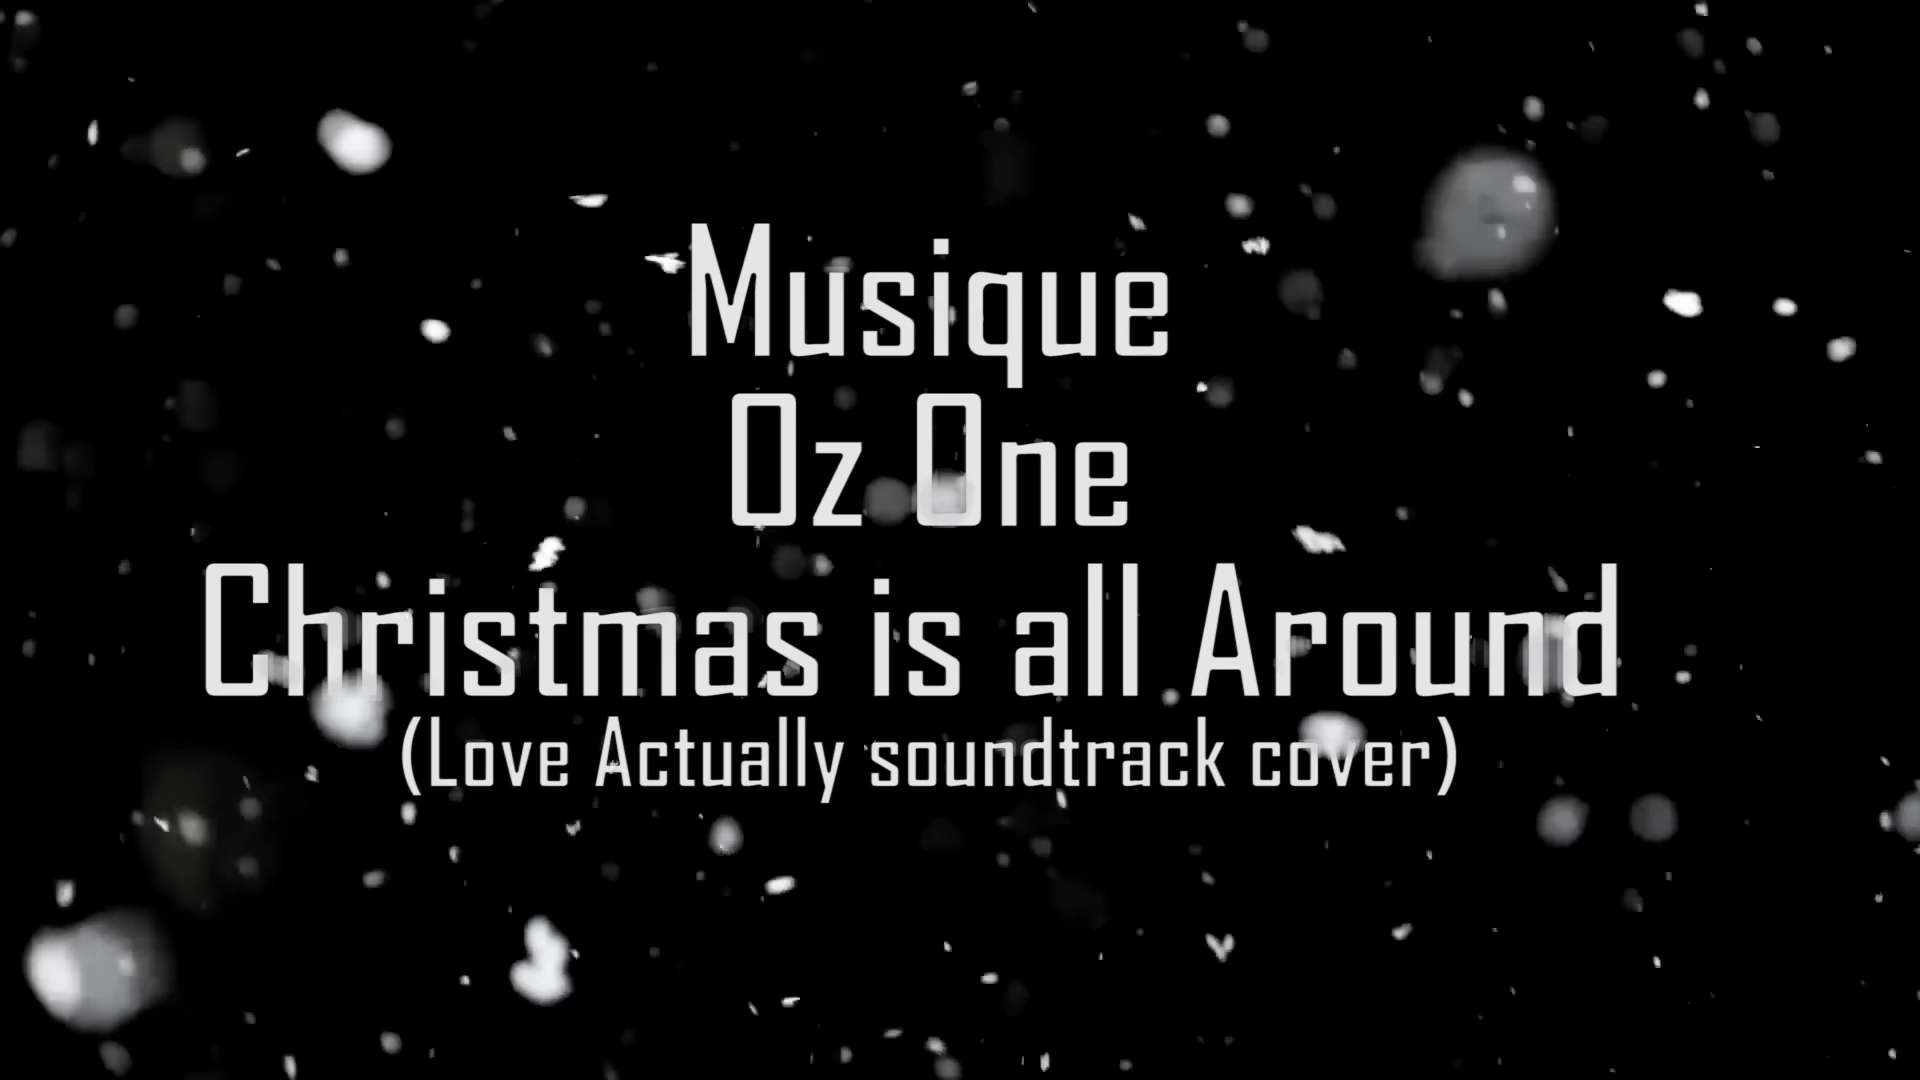 Musique
Oz One
Christmas is all Around
(Love Actually soundtrack cover)